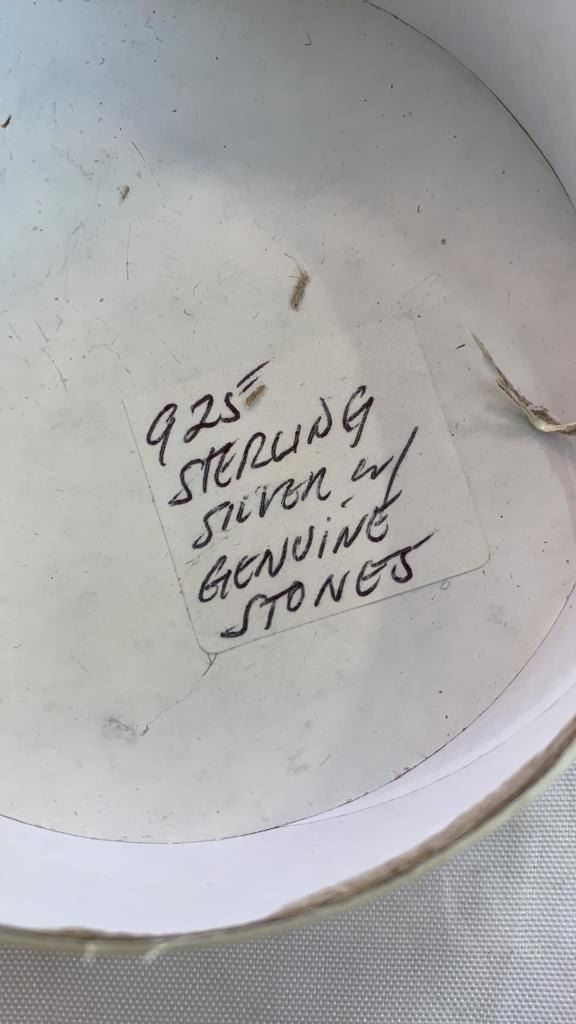 925
STERLING
SILVER w/
GENUINE
STONES